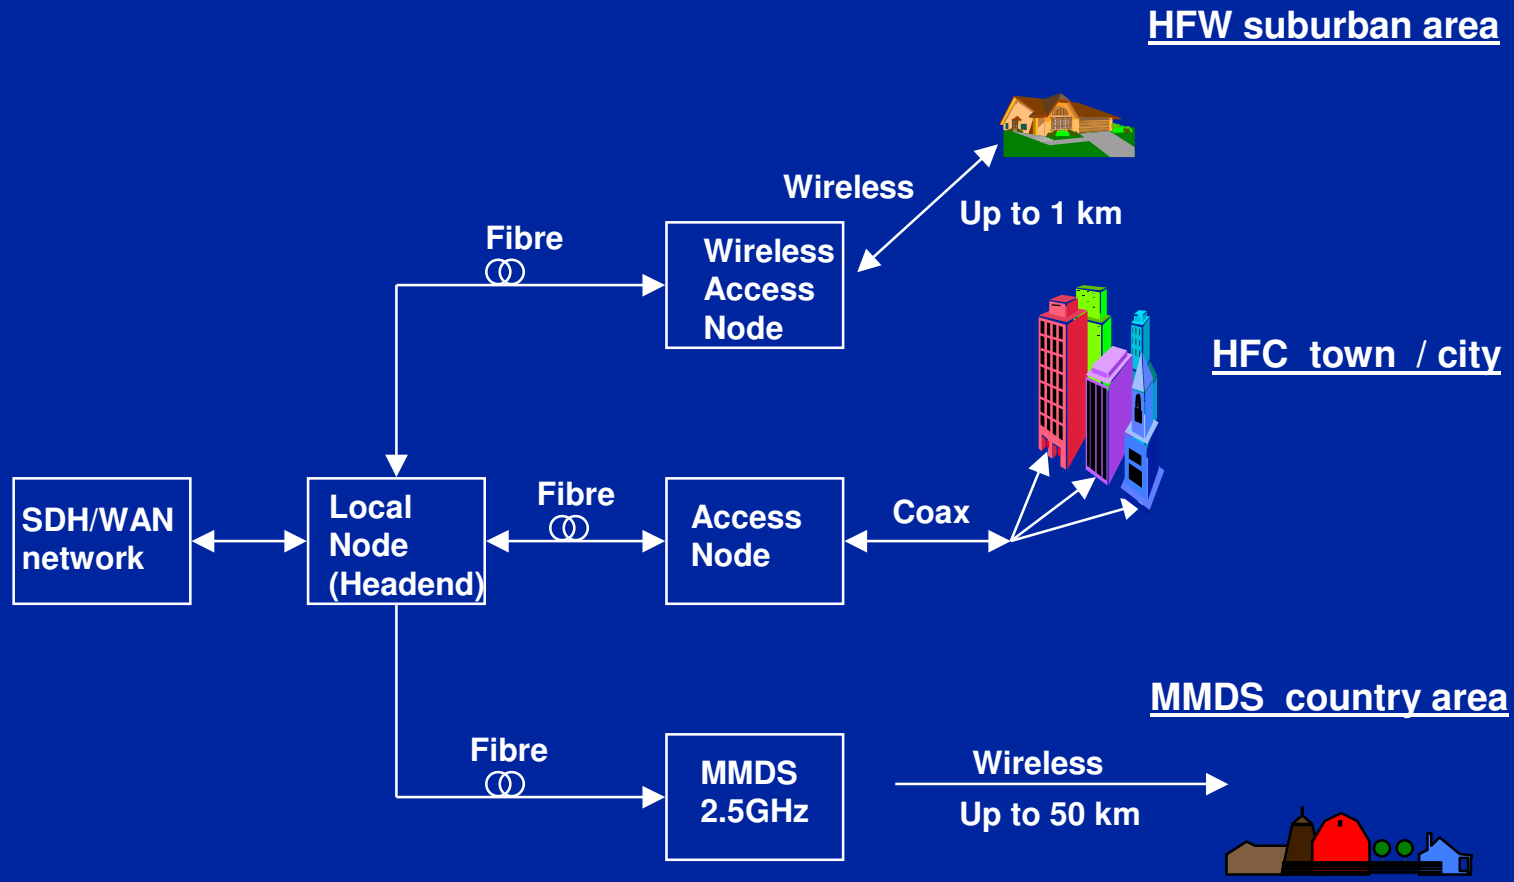 HFW suburban area
Wireless
Up to 1 km
Fibre
Wireless
Access
Node
HFC  town  / city
SDH/WAN
network
Local
Node
(Headend)
Fibre
Access
Node
Coax
MMDS  country area
Fibre
MMDS
2.5GHz
Wireless
Up to 50 km